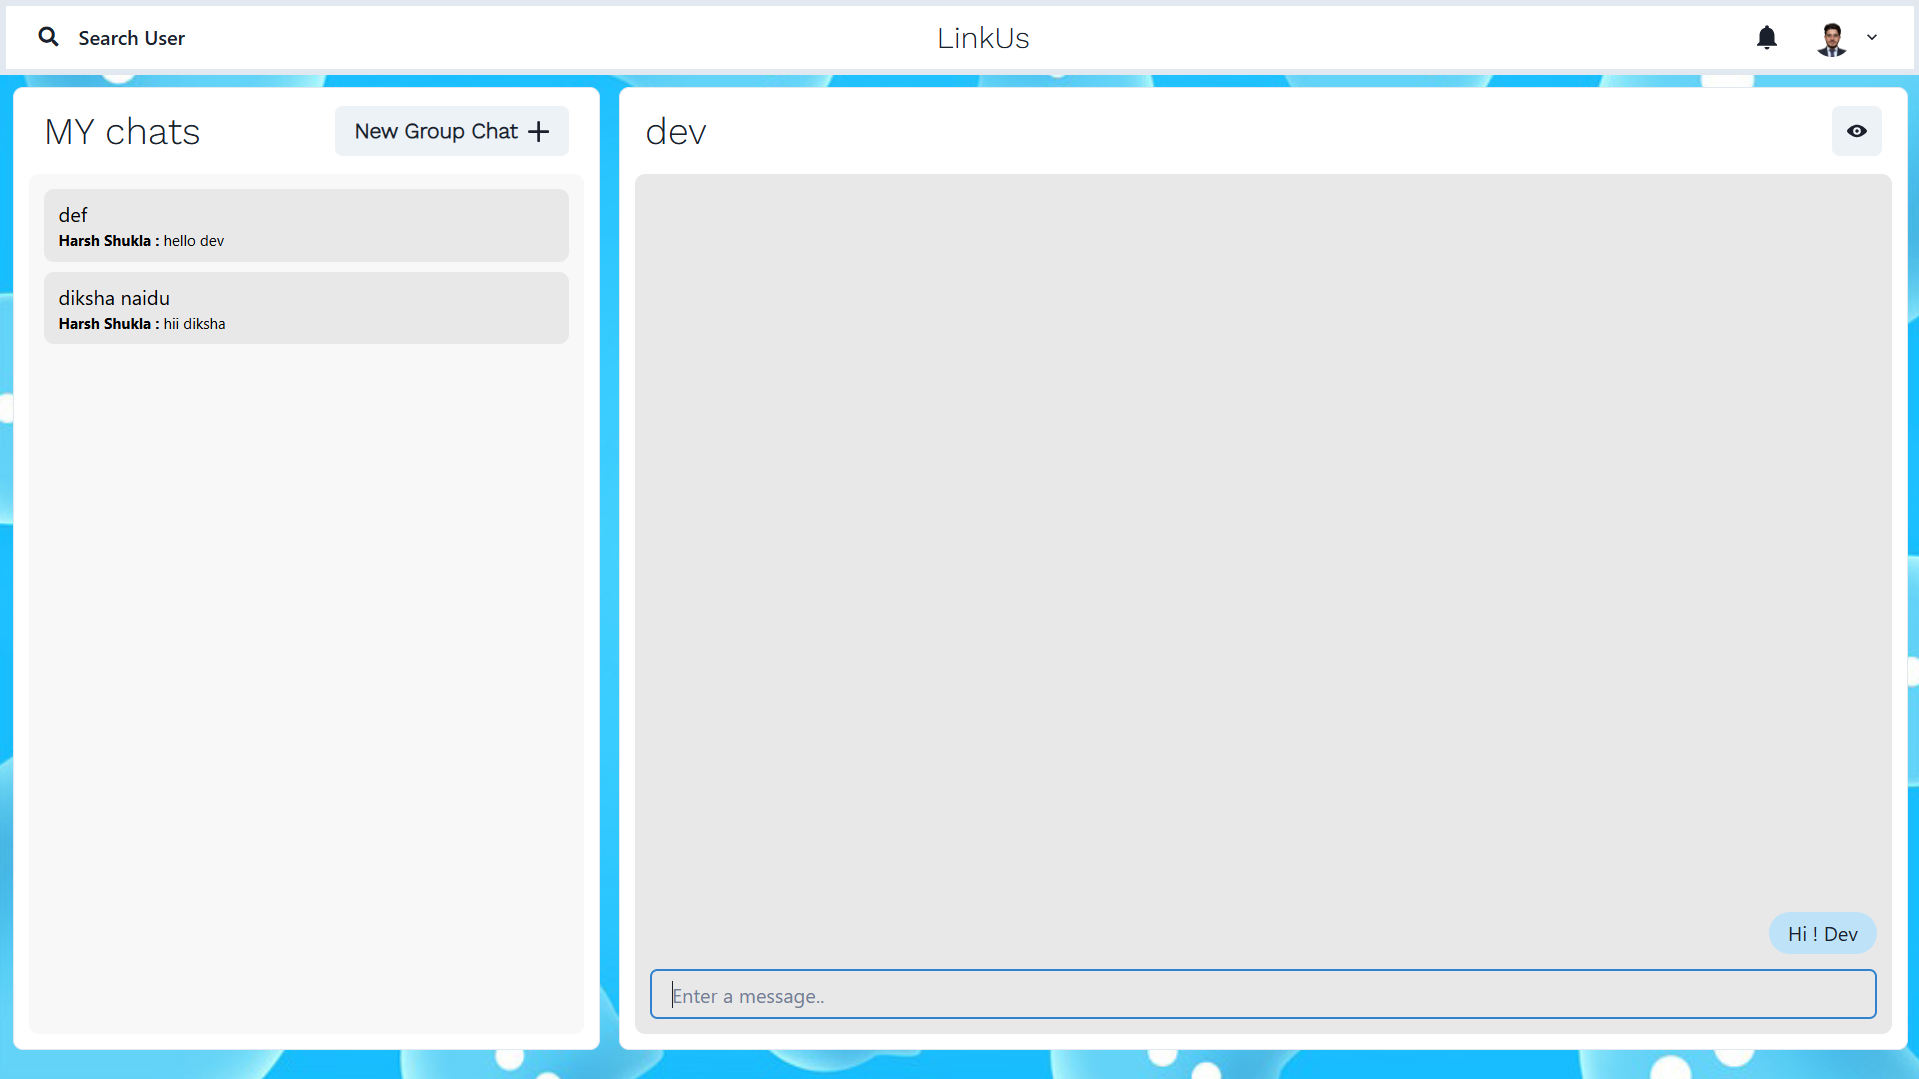 Search User
LinkUs
MY chats
New Group Chat
def
Harsh Shukla : hello dev
diksha naidu
Harsh Shukla : hii diksha
dev
Hi ! Dev
Enter a message..